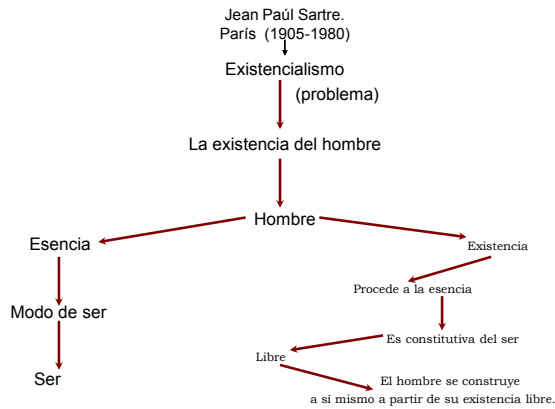 Jean Paúl Sartre.
París (1905-1980)
Existencialismo
(problema)
La existencia del hombre
Hombre
Esencia
Existencia
Procede a la esencia
Modo de ser
Es constitutiva del ser
Libre
Ser
El hombre se construye
a sí mismo a partir de su existencia libre.